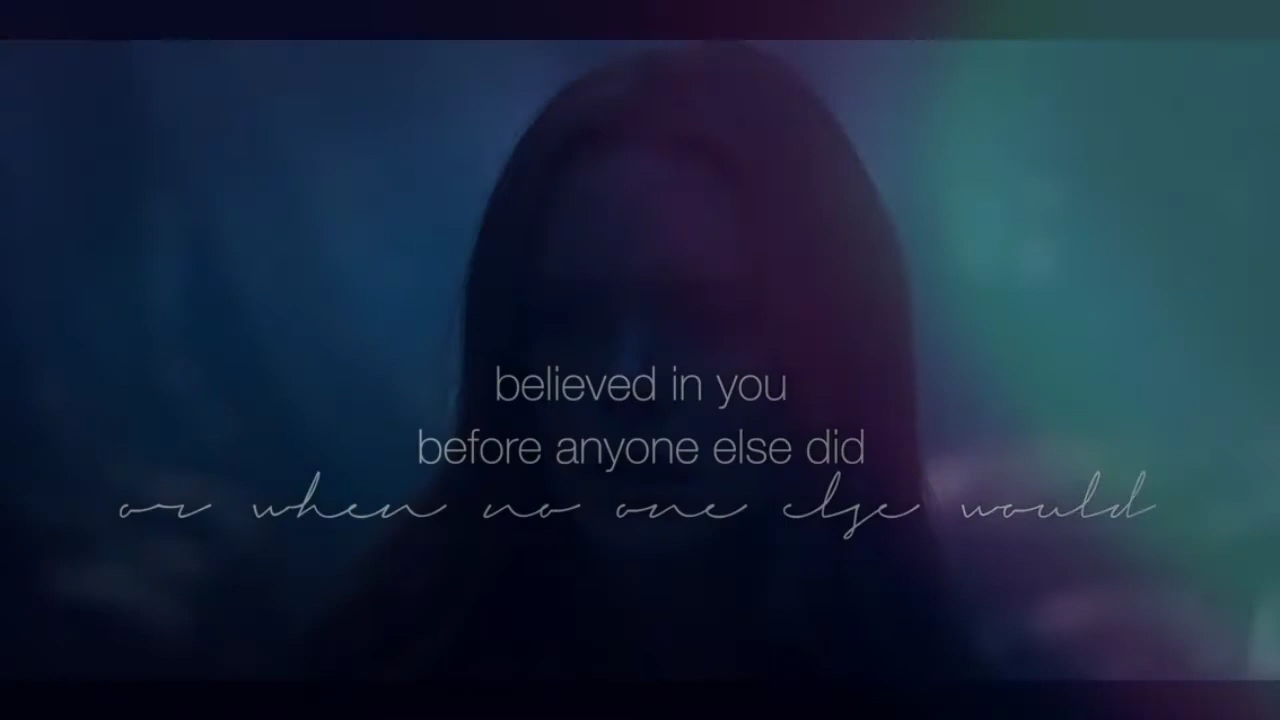 believed in you
before anyone else did
or when no one else would